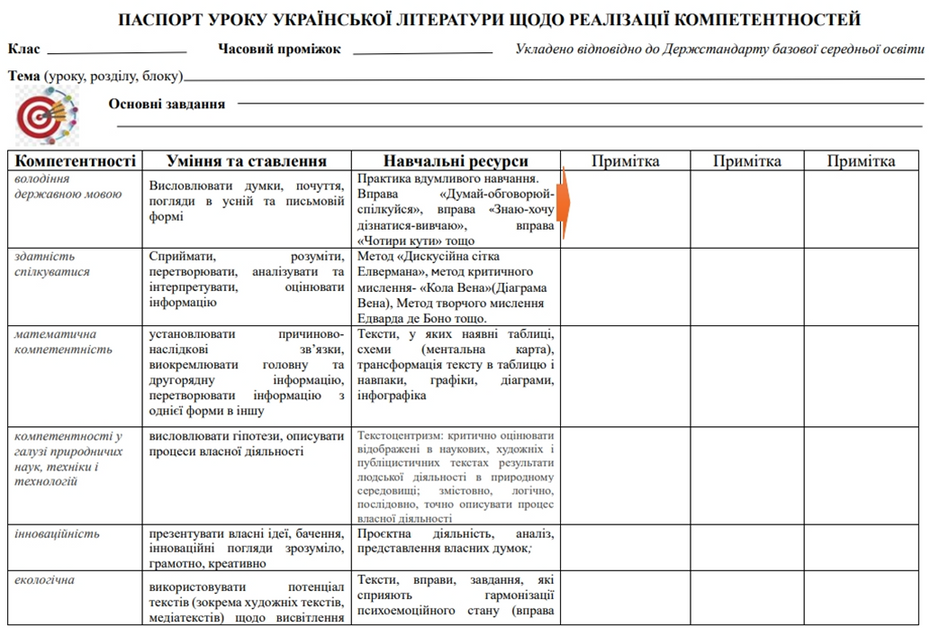 ПАСПОРТ УРОКУ УКРАЇНСЬКОЇ ЛІТЕРАТУРИ ЩОДО РЕАЛІЗАЦІЇ КОМПЕТЕНТНОСТЕЙ
Клас Часовий проміжок Укладено відповідно до Держстандарту базової середньої освіти
Тема (уроку, розділу, блоку)
Основні завдання
Компетентності Уміння та ставлення Навчальні ресурси Примітка Примітка Примітка
володіння
державною мовою
Висловлювати думки, почуття,
погляди в усній та письмовій
формі
Практика вдумливого навчання.
Вправа «Думай-обговорюй-
спілкуйся», вправа «Знаю-хочу
дізнатися-вивчаю», вправа
«Чотири кути» тощо
здатність
спілкуватися
Сприймати, розуміти,
перетворювати, аналізувати та
інтерпретувати, оцінювати
інформацію
Метод «Дискусійна сітка
Елвермана», метод критичного
мислення- «Кола Вена»(Діаграма
Вена), Метод творчого мислення
Едварда де Боно тощо.
математична
компетентність
установлювати причиново-
наслідкові зв’язки,
виокремлювати головну та
другорядну інформацію,
перетворювати інформацію з
однієї форми в іншу
Тексти, у яких наявні таблиці,
схеми (ментальна карта),
трансформація тексту в таблицю і
навпаки, графіки, діаграми,
інфографіка
компетентності у
галузі природничих
наук, техніки і
технологій
висловлювати гіпотези, описувати
процеси власної діяльності
Текстоцентризм: критично оцінювати
відображені в наукових, художніх і
публіцистичних текстах результати
людської діяльності в природному
середовищі; змістовно, логічно,
послідовно, точно описувати процес
власної діяльності
інноваційність
презентувати власні ідеї, бачення,
інноваційні погляди зрозуміло,
грамотно, креативно
Проєктна діяльність, аналіз,
представлення власних думок;
екологічна
використовувати потенціал
текстів (зокрема художніх текстів,
медіатекстів) щодо висвітлення
Тексти, вправи, завдання, які
сприяють гармонізації
психоемоційного стану (вправа